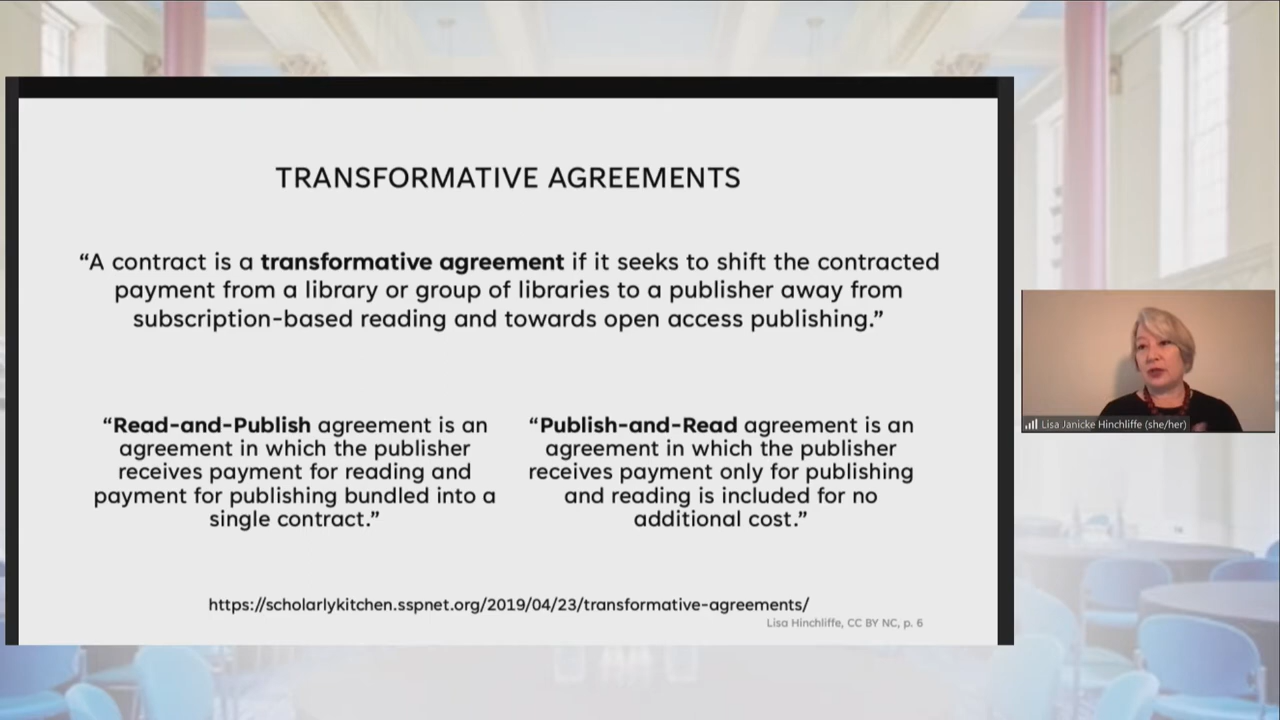 TRANSFORMATIVE AGREEMENTS
“A contract is a transformative agreement if it seeks to shift the contracted
payment from a library or group of libraries to a publisher away from
subscription-based reading and towards open access publishing.”
“Read-and-Publish agreement is an
agreement in which the publisher
receives payment for reading and
payment for publishing bundled into a
single contract.”
“Publish-and-Read agreement is an
agreement in which the publisher
receives payment only for publishing
and reading is included for no
additional cost.”
https://scholarlykitchen.sspnet.org/2019/04/23/transformative-agreements/
Lisa Hinchliffe, CC BY NC, p. 6
Lisa Janicke Hinchliffe (she/her)